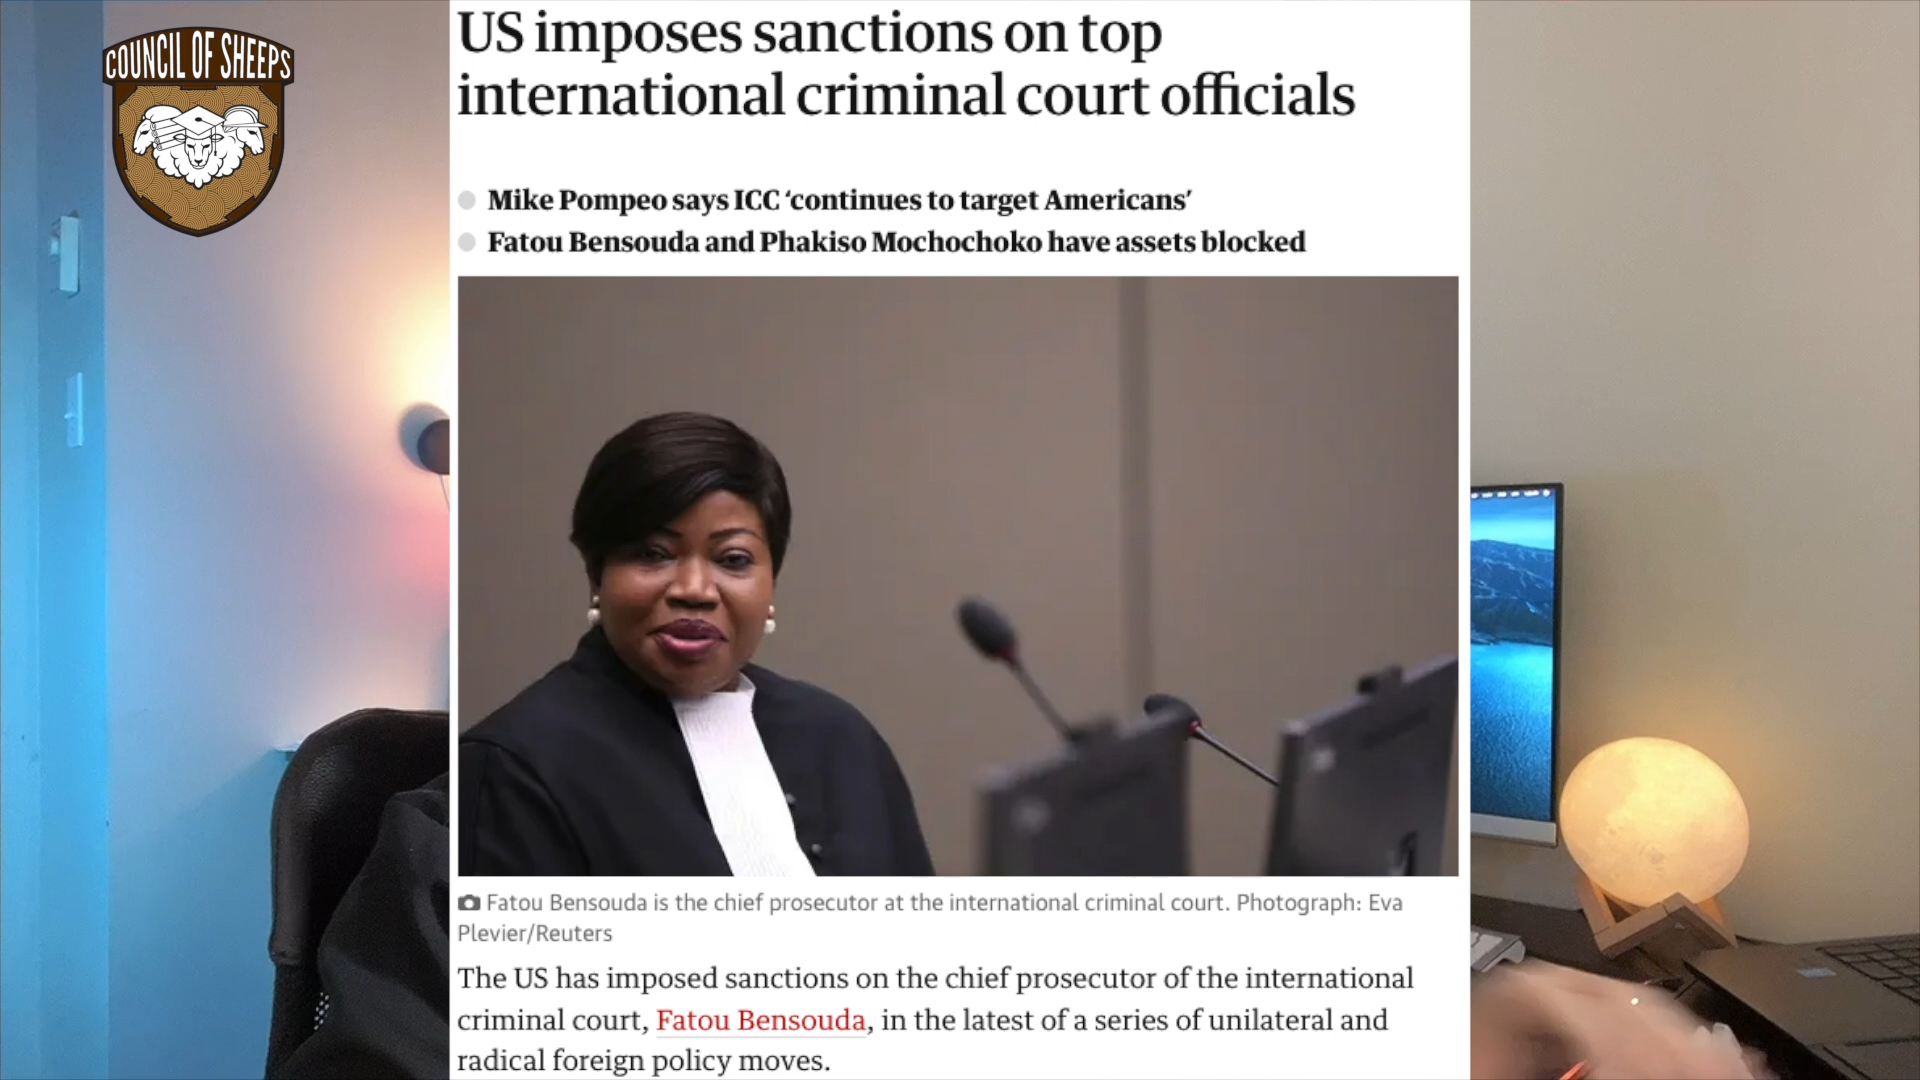 COUNCIL OF SHEEPS
US imposes sanctions on top
international criminal court officials
Mike Pompeo says ICC ‘continues to target Americans’
Fatou Bensouda and Phakiso Mochochoko have assets blocked
Fatou Bensouda is the chief prosecutor at the international criminal court. Photograph: Eva
Plevier/Reuters
The US has imposed sanctions on the chief prosecutor of the international
criminal court, Fatou Bensouda, in the latest of a series of unilateral and
radical foreign policy moves.